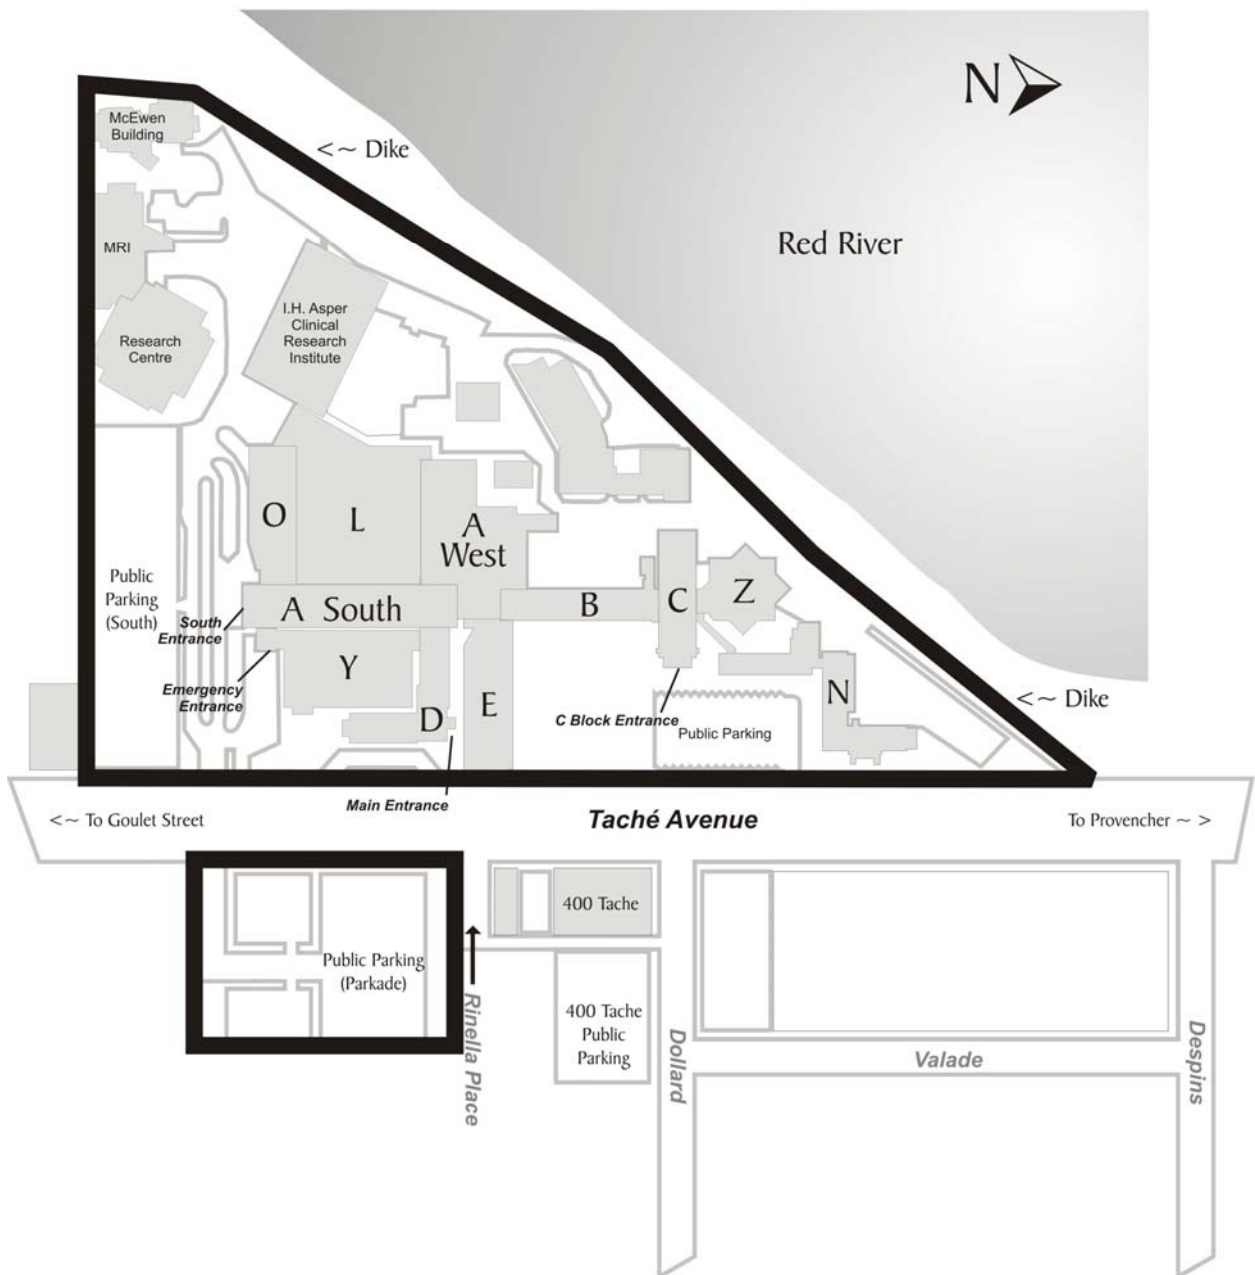 N
McEwen
Building
<~ Dike
Red River
MRI
I.H. Asper
Clinical
Research
Institute
Research
Centre
O
L
A
West
Public
Parking
(South)
South
Entrance
A South
B
C
Z
Emergency
Entrance
Y
D
E
C Block Entrance
Public Parking
N
<~ Dike
Main Entrance
<~ To Goulet Street
Taché Avenue
To Provencher ~ >
400 Tache
Public Parking
(Parkade)
Rinella Place
400 Tache
Public
Parking
Dollard
Valade
Despins